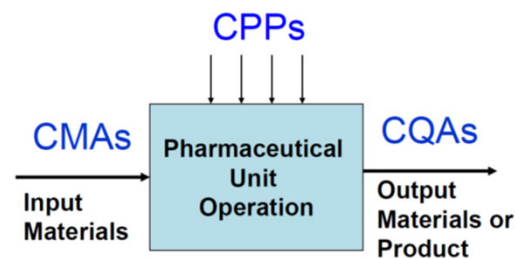 CPPs
CMAs
Input
Materials
Pharmaceutical
Unit
Operation
CQAs
Output
Materials or
Product